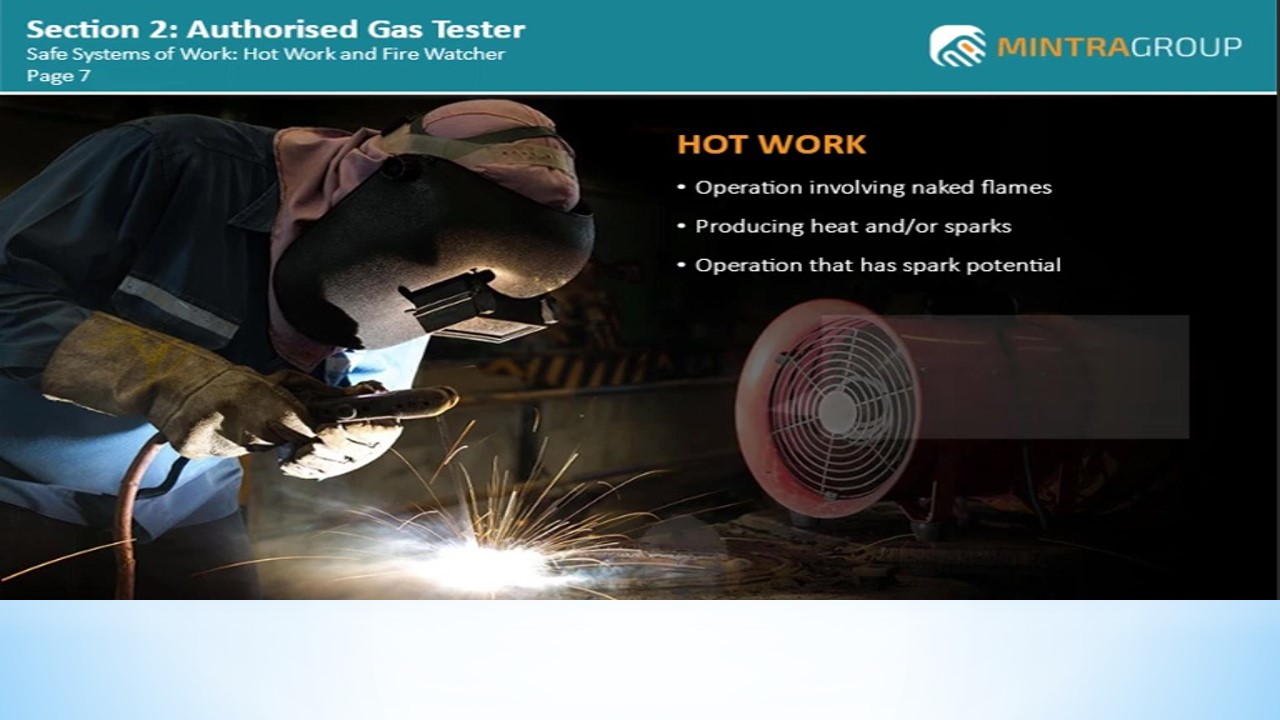 Section 2: Authorised Gas Tester
Safe Systems of Work: Hot Work and Fire Watcher
Page 7
MINTRAGROUP
HOT WORK
• Operation involving naked flames
• Producing heat and/or sparks
• Operation that has spark potential